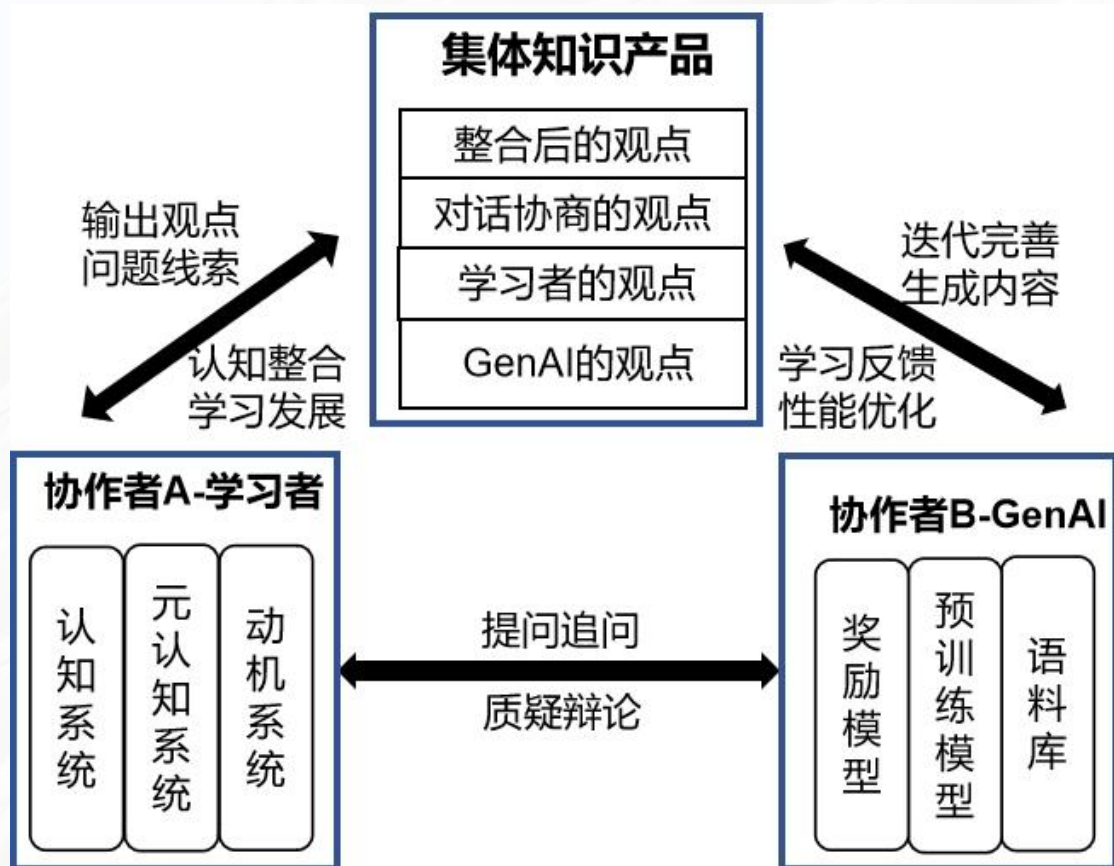 集体知识产品
整合后的观点
对话协商的观点
学习者的观点
GenAI的观点
输出观点
问题线索
认知整合
学习发展
迭代完善
生成内容
学习反馈
性能优化
协作者A-学习者
认知系统
元认知系统
动机系统
提问追问
质疑辩论
协作者B-GenAI
奖励模型
预训练模型
语料库